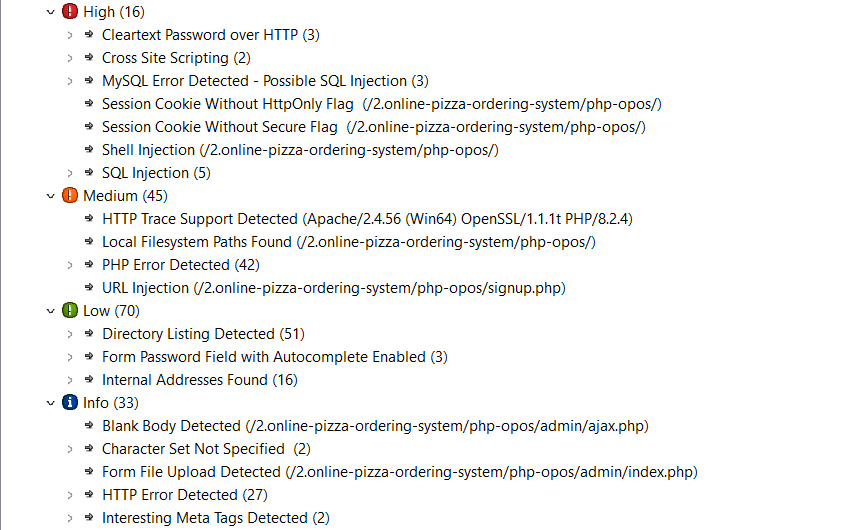 High (16)
Cleartext Password over HTTP (3)
Cross Site Scripting (2)
MySQL Error Detected - Possible SQL Injection (3)
Session Cookie Without HttpOnly Flag (/2.online-pizza-ordering-system/php-opos/)
Session Cookie Without Secure Flag (/2.online-pizza-ordering-system/php-opos/)
Shell Injection (/2.online-pizza-ordering-system/php-opos/)
SQL Injection (5)
Medium (45)
HTTP Trace Support Detected (Apache/2.4.56 (Win64) OpenSSL/1.1.1t PHP/8.2.4)
Local Filesystem Paths Found (/2.online-pizza-ordering-system/php-opos/)
PHP Error Detected (42)
URL Injection (/2.online-pizza-ordering-system/php-opos/signup.php)
Low (70)
Directory Listing Detected (51)
Form Password Field with Autocomplete Enabled (3)
Internal Addresses Found (16)
Info (33)
Blank Body Detected (/2.online-pizza-ordering-system/php-opos/admin/ajax.php)
Character Set Not Specified (2)
Form File Upload Detected (/2.online-pizza-ordering-system/php-opos/admin/index.php)
HTTP Error Detected (27)
Interesting Meta Tags Detected (2)